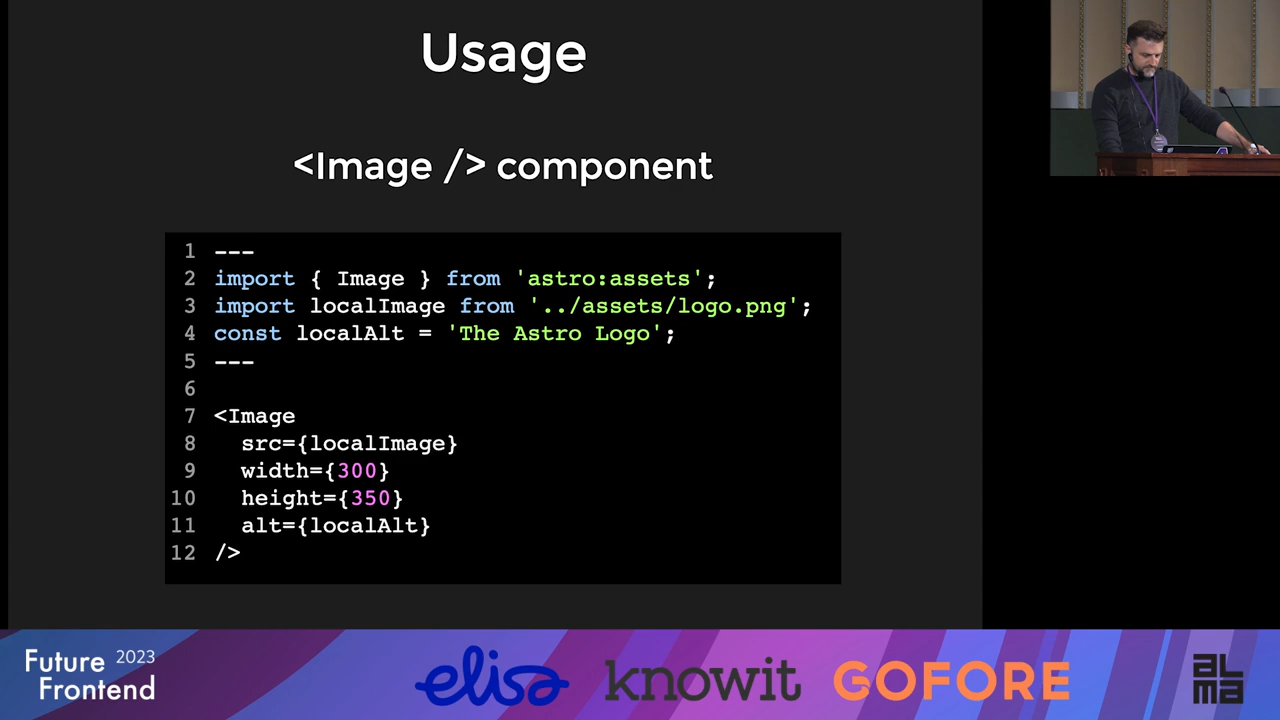 Usage
<Image /> component
1 ---
2 import { Image } from 'astro:assets';
3 import localImage from '../assets/logo.png';
4 const localAlt = 'The Astro Logo';
5 ---
6
7 <Image
8   src={localImage}
9   width={300}
10   height={350}
11   alt={localAlt}
12 />
Future 2023
Frontend
elisa
knowit
GOFORE
ALMA